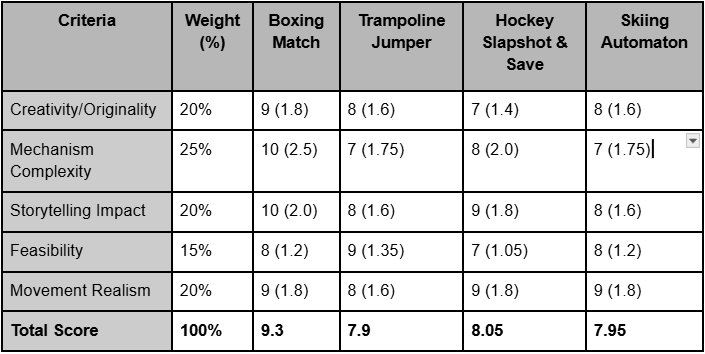 Criteria Weight (%) Boxing Match Trampoline Jumper Hockey Slapshot & Save Skiing Automaton
Creativity/Originality 20% 9 (1.8) 8 (1.6) 7 (1.4) 8 (1.6)
Mechanism Complexity 25% 10 (2.5) 7 (1.75) 8 (2.0) 7 (1.75)
Storytelling Impact 20% 10 (2.0) 8 (1.6) 9 (1.8) 8 (1.6)
Feasibility 15% 8 (1.2) 9 (1.35) 7 (1.05) 8 (1.2)
Movement Realism 20% 9 (1.8) 8 (1.6) 9 (1.8) 9 (1.8)
Total Score 100% 9.3 7.9 8.05 7.95